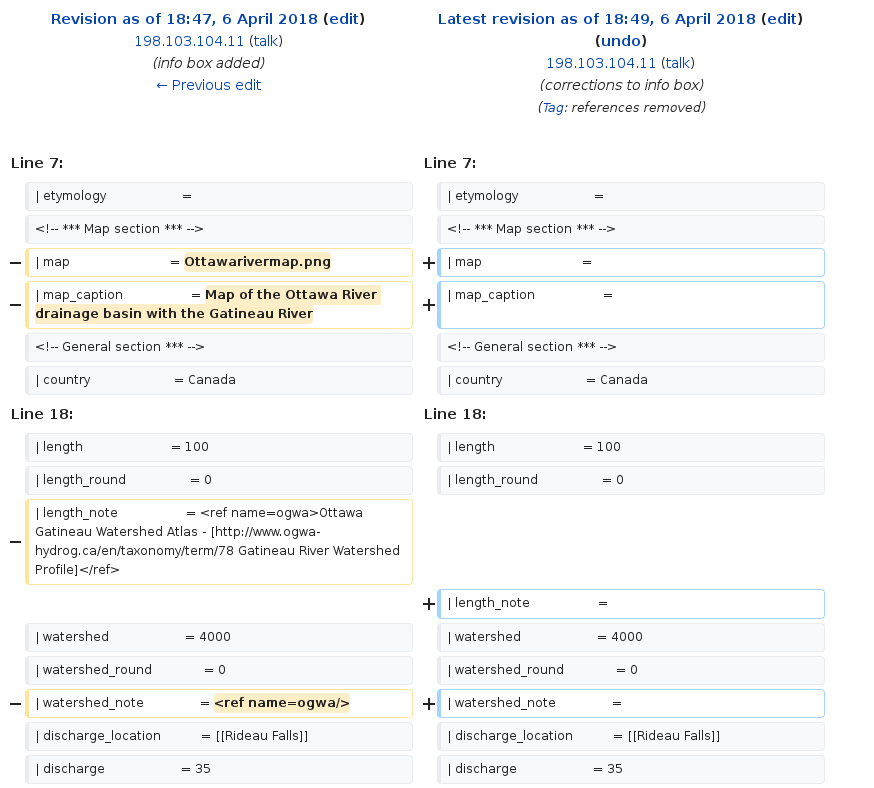 Revision as of 18:47, 6 April 2018 (edit)
198.103.104.11 (talk)
(info box added)
← Previous edit
Latest revision as of 18:49, 6 April 2018 (edit)
(undo)
198.103.104.11 (talk)
(corrections to info box)
(Tag: references removed)
Line 7:
Line 7:
| etymology =
| etymology =
<!-- *** Map section *** -->
<!-- *** Map section *** -->
− | map = Ottawarivermap.png
+ | map =
− | map_caption = Map of the Ottawa River
drainage basin with the Gatineau River
+ | map_caption =
<!-- General section *** -->
<!-- General section *** -->
| country = Canada
| country = Canada
Line 18:
Line 18:
| length = 100
| length = 100
| length_round = 0
| length_round = 0
− | length_note = <ref name=ogwa>Ottawa
Gatineau Watershed Atlas - [http://www.ogwa-
hydrog.ca/en/taxonomy/term/78 Gatineau River Watershed
Profile]</ref>
+ | length_note =
| watershed = 4000
| watershed = 4000
| watershed_round = 0
| watershed_round = 0
− | watershed_note = <ref name=ogwa/>
+ | watershed_note =
| discharge_location = [[Rideau Falls]]
| discharge_location = [[Rideau Falls]]
| discharge = 35
| discharge = 35